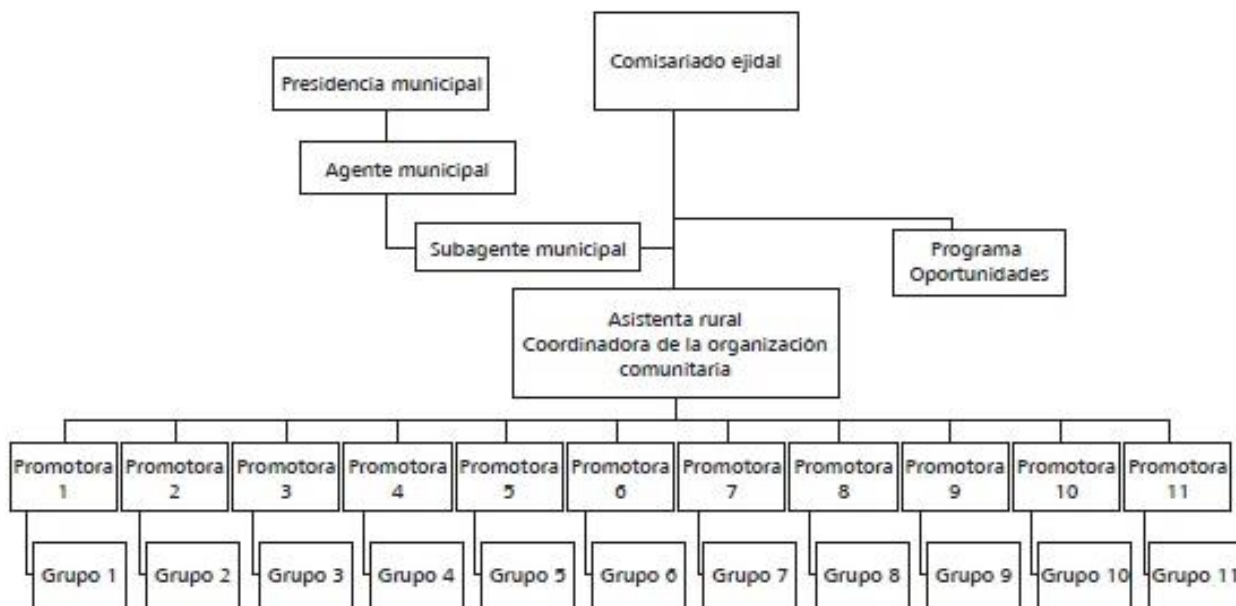 Comisariado ejidal
Presidencia municipal
Agente municipal
Subagente municipal
Programa
Oportunidades
Asistenta rural
Coordinadora de la organización
comunitaria
Promotora
1
Promotora
2
Promotora
3
Promotora
4
Promotora
5
Promotora
6
Promotora
7
Promotora
8
Promotora
9
Promotora
10
Promotora
11
Grupo 1
Grupo 2
Grupo 3
Grupo 4
Grupo 5
Grupo 6
Grupo 7
Grupo 8
Grupo 9
Grupo 10
Grupo 11